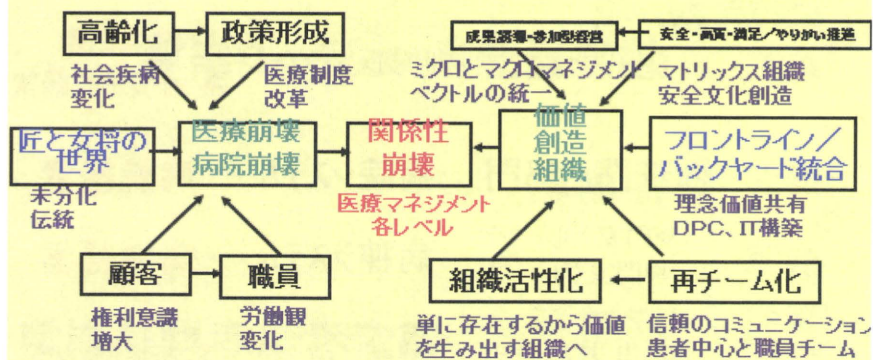 高齢化
政策形成
成果誘導・参加型経営
安全・高質・満足／やりがい推進
社会疾病
変化
医療制度
改革
ミクロとマクロマネジメント
ベクトルの統一
マトリックス組織
安全文化創造
匠と女将の
世界
医療崩壊
病院崩壊
関係性
崩壊
価値
創造
組織
フロントライン／
バックヤード統合
未分化
伝統
医療マネジメント
各レベル
理念価値共有
DPC、IT構築
顧客
職員
組織活性化
再チーム化
権利意識
増大
労働観
変化
単に存在するから価値
を生み出す組織へ
信頼のコミュニケーション
患者中心と職員チーム